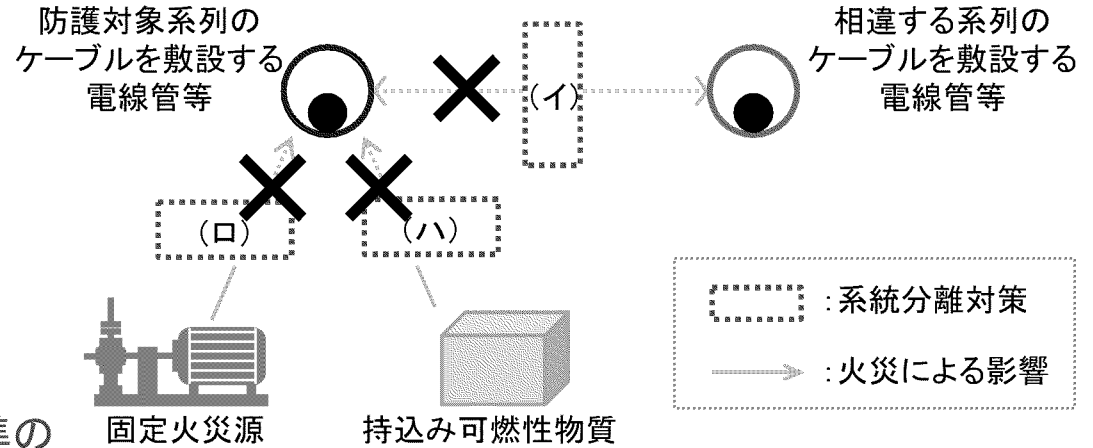 防護対象系列の
ケーブルを敷設する
電線管等
相違する系列の
ケーブルを敷設する
電線管等
(イ)
(ロ)
(ハ)
:系統分離対策
:火災による影響
固定火災源
持込み可燃性物質
準の